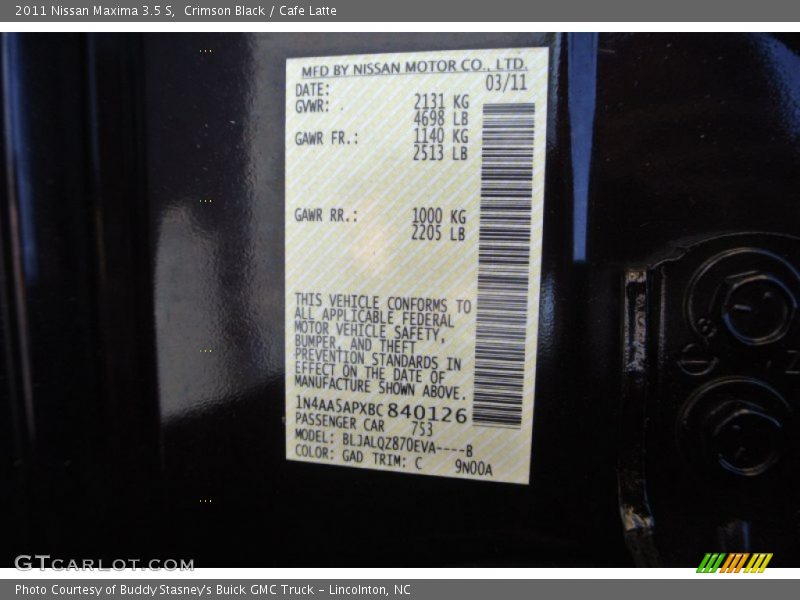 2011 Nissan Maxima 3.5 S,  Crimson Black / Cafe Latte
MFD BY NISSAN MOTOR CO., LTD.
DATE: 03/11
GVWR: 2131 KG
4698 LB
GAWR FR.: 1140 KG
2513 LB
GAWR RR.: 1000 KG
2205 LB
THIS VEHICLE CONFORMS TO
ALL APPLICABLE FEDERAL
MOTOR VEHICLE SAFETY,
BUMPER, AND THEFT
PREVENTION STANDARDS IN
EFFECT ON THE DATE OF
MANUFACTURE SHOWN ABOVE.
1N4AA5APXBC840126
PASSENGER CAR 753
MODEL: BLJALQZ870EVA----B
COLOR: GAD TRIM: C 9N00A
8
Z
GTCARLOT.COM
Photo Courtesy of Buddy Stasney's Buick GMC Truck - Lincolnton, NC